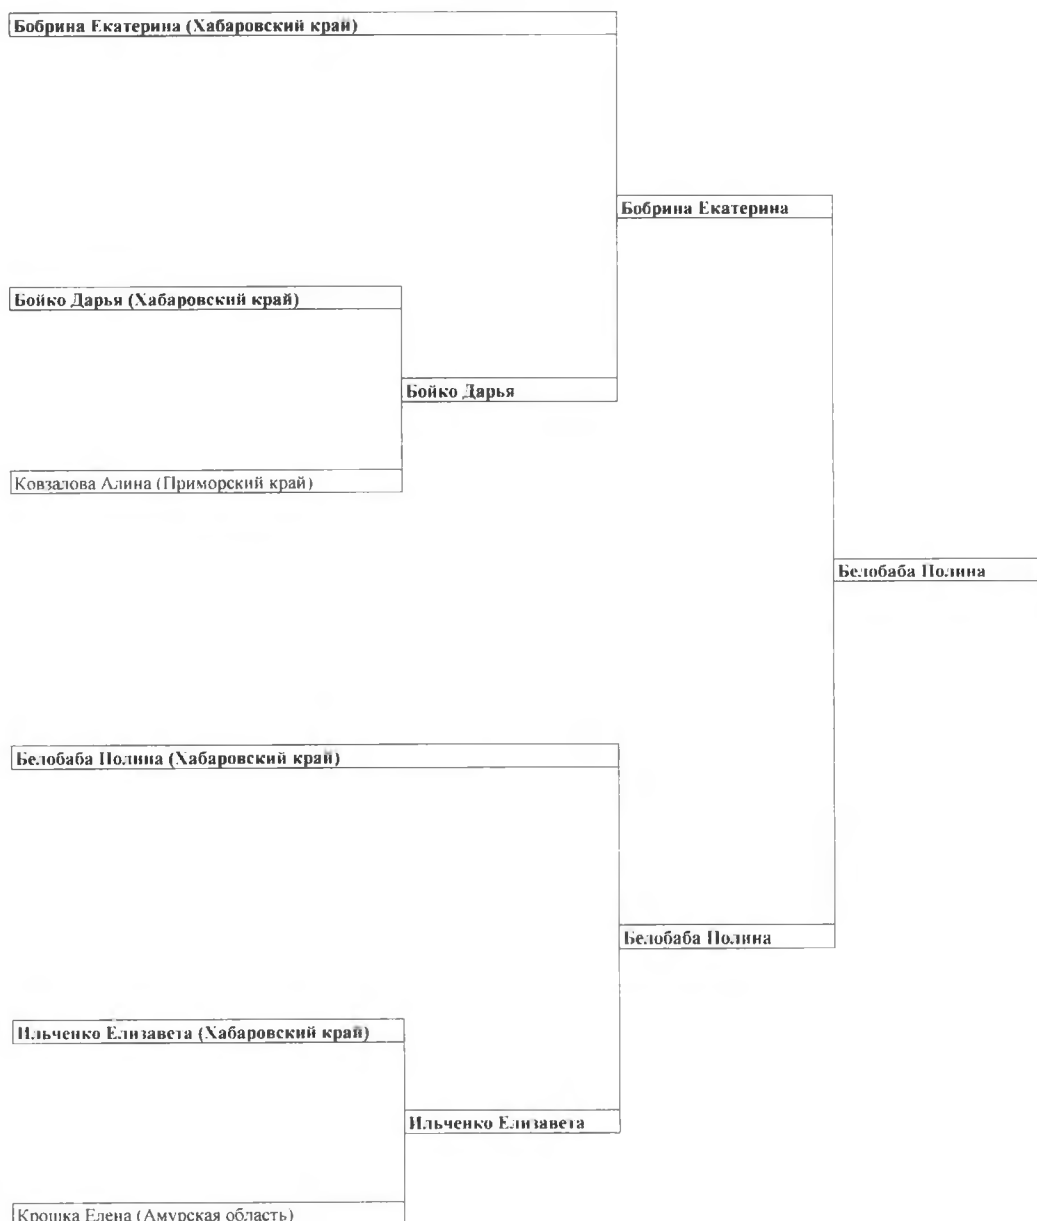 Бобрина Екатерина (Хабаровский край)
Бобрина Екатерина
Бойко Дарья (Хабаровский край)
Бойко Дарья
Ковзалова Алина (Приморский край)
Белобаба Полина
Белобаба Полина (Хабаровский край)
Белобаба Полина
Ильченко Елизавета (Хабаровский край)
Ильченко Елизавета
Крошка Елена (Амурская область)